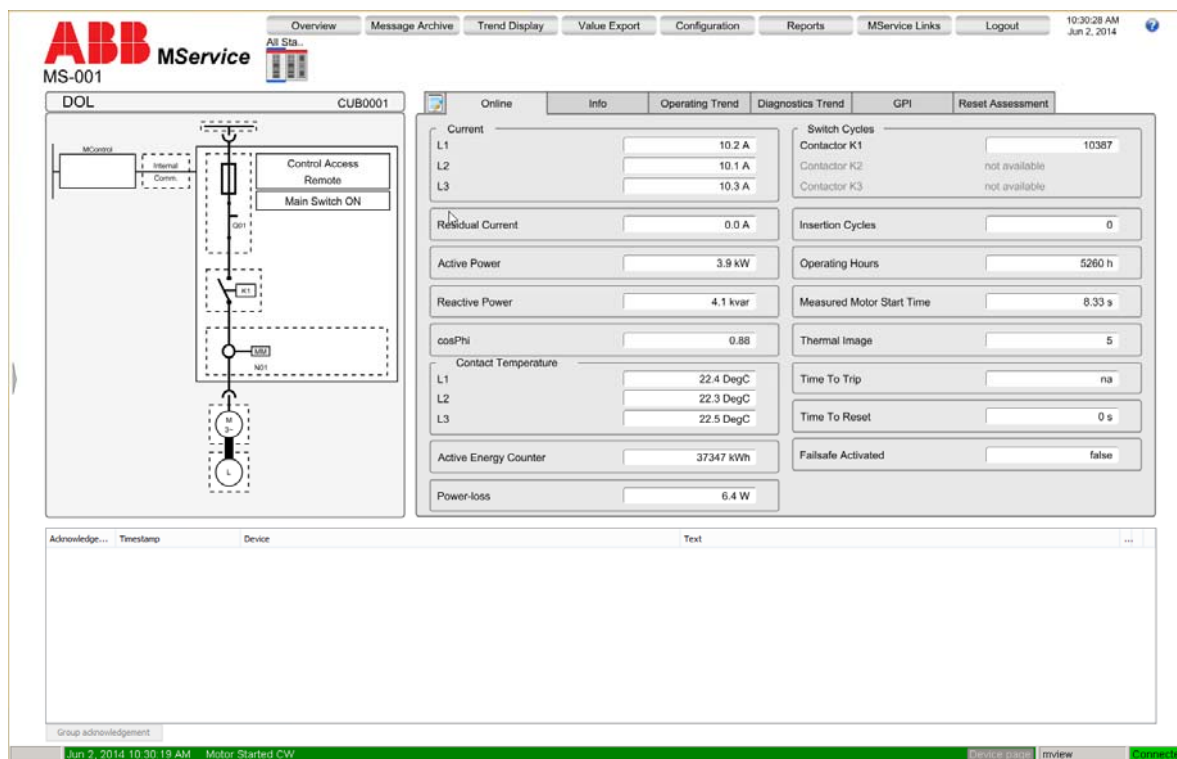 ABB MService
MS-001
Overview
Message Archive
Trend Display
Value Export
Configuration
Reports
MService Links
Logout
10:30:28 AM
Jun 2, 2014
?
All Sta..
DOL CUB0001
MControl
Internal
Comm.
Control Access
Remote
Main Switch ON
Q01
K1
MM
N01
M
3~
L
Online
Info
Operating Trend
Diagnostics Trend
GPI
Reset Assessment
Current
L1 10.2 A
L2 10.1 A
L3 10.3 A
Residual Current 0.0 A
Active Power 3.9 kW
Reactive Power 4.1 kvar
cosPhi 0.88
Contact Temperature
L1 22.4 DegC
L2 22.3 DegC
L3 22.5 DegC
Active Energy Counter 37347 kWh
Power-loss 6.4 W
Switch Cycles
Contactor K1 10387
Contactor K2 not available
Contactor K3 not available
Insertion Cycles 0
Operating Hours 5260 h
Measured Motor Start Time 8.33 s
Thermal Image 5
Time To Trip na
Time To Reset 0 s
Failsafe Activated false
Acknowledge... Timestamp Device Text ...
Group acknowledgement
Jun 2, 2014 10:30:19 AM Motor Started CW
Device page
mview
Connect